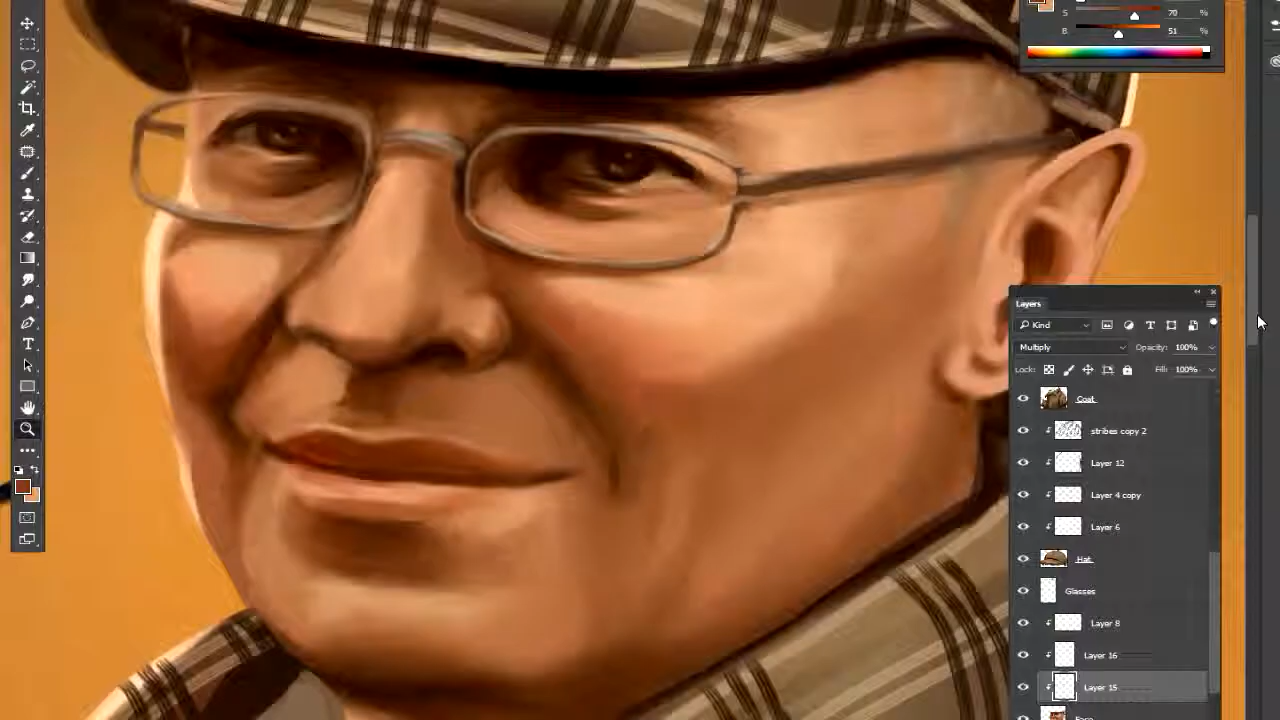 S 70 %
B 51 %
Layers
Kind
Multiply Opacity: 100%
Lock: Fill: 100%
Coat
stribes copy 2
Layer 12
Layer 4 copy
Layer 6
Hat
Glasses
Layer 8
Layer 16
Layer 15
Face